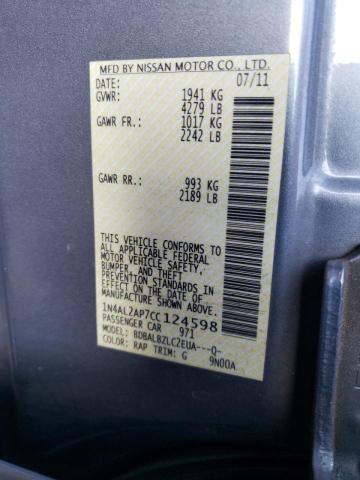 MFD BY NISSAN MOTOR CO., LTD.
DATE: 07/11
GVWR: 1941 KG
4279 LB
GAWR FR.: 1017 KG
2242 LB
GAWR RR.: 993 KG
2189 LB
THIS VEHICLE CONFORMS TO
ALL APPLICABLE FEDERAL
MOTOR VEHICLE SAFETY,
BUMPER, AND THEFT
PREVENTION STANDARDS IN
EFFECT ON THE DATE OF
MANUFACTURE SHOWN ABOVE.
1N4AL2AP7CC124598
PASSENGER CAR 971
MODEL: BDBALBZLC2EUA---Q-
COLOR: RAP TRIM: G 9N00A